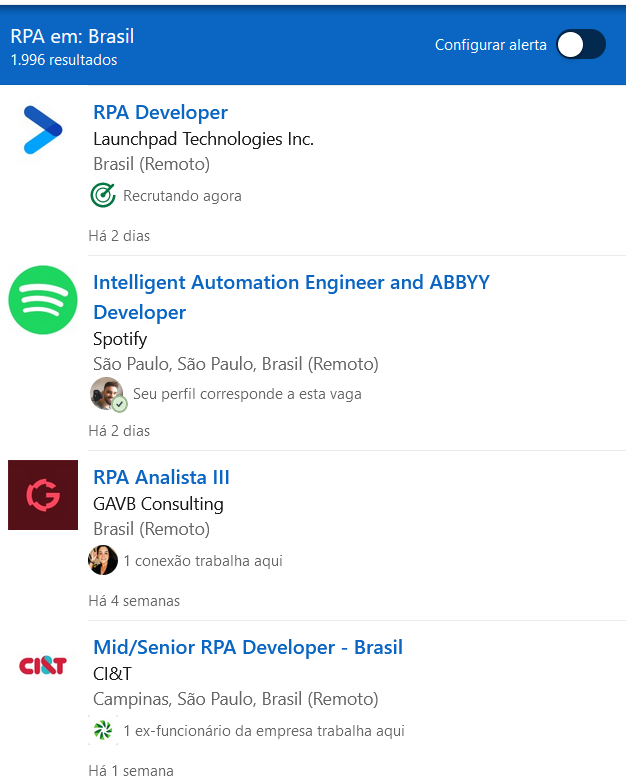 RPA em: Brasil
1.996 resultados
Configurar alerta
RPA Developer
Launchpad Technologies Inc.
Brasil (Remoto)
Recrutando agora
Há 2 dias
Intelligent Automation Engineer and ABBYY
Developer
Spotify
São Paulo, São Paulo, Brasil (Remoto)
Seu perfil corresponde a esta vaga
Há 2 dias
RPA Analista III
GAVB Consulting
Brasil (Remoto)
1 conexão trabalha aqui
Há 4 semanas
CI&T
Mid/Senior RPA Developer - Brasil
CI&T
Campinas, São Paulo, Brasil (Remoto)
1 ex-funcionário da empresa trabalha aqui
Há 1 semana